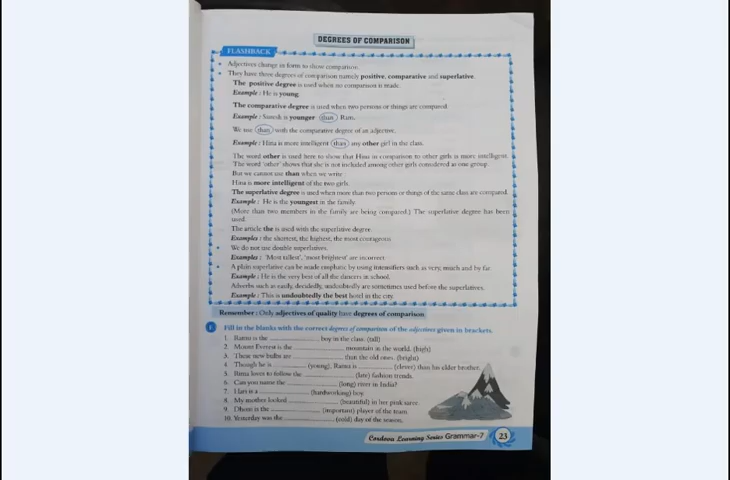 DEGREES OF COMPARISON
FLASHBACK
Adjectives change in form to show comparison.
They have three degrees of comparison namely positive, comparative and superlative.
The positive degree is used when no comparison is made.
Example : He is young.
The comparative degree is used when two persons or things are compared.
Example : Suresh is younger than Ram.
We use than with the comparative degree of an adjective.
Example : Hina is more intelligent than any other girl in the class.
The word other is used here to show that Hina in comparison to other girls is more intelligent.
The word 'other' shows that she is not included among other girls considered as one group.
But we cannot use than when we write
Hina is more intelligent of the two girls.
The superlative degree is used when more than two persons or things of the same class are compared.
Example : He is the youngest in the family.
(More than two members in the family are being compared.) The superlative degree has been
used.
The article the is used with the superlative degree.
Examples : the shortest, the highest, the most courageous
We do not use double superlatives.
Examples : 'Most tallest', 'most brightest' are incorrect
A plain superlative can be made emphatic by using intensifiers such as very, much and by far
Example : He is the very best of all the dancers in school.
Adverbs such as easily, decidedly, undoubtedly are sometimes used before the superlatives.
Example : This is undoubtedly the best hotel in the city.
Remember : Only adjectives of quality have degrees of comparison
Fill in the blanks with the correct degrees of comparison of the adjectives given in brackets.
1. Ramu is the ____________ boy in the class. (tall)
2. Mount Everest is the ____________ mountain in the world. (high)
3. These new bulbs are ____________ than the old ones. (bright)
4. Though he is ____________ (young), Rama is ____________ (clever) than his elder brother.
5. Rima loves to follow the ____________ (late) fashion trends.
6. Can you name the ____________ (long) river in India?
7. Hari is a ____________ (hardworking) boy.
8. My mother looked ____________ (beautiful) in her pink saree.
9. Dhoni is the ____________ (important) player of the team.
10. Yesterday was the ____________ (cold) day of the season.
Cordova Learning Series Grammar-7 23